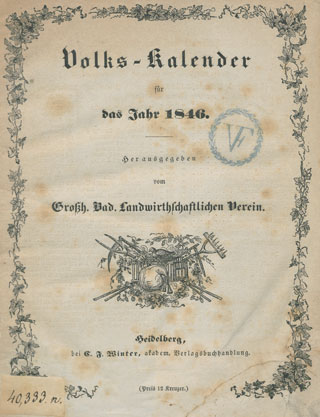 Volks-Kalender
für
das Jahr 1846.
Herausgegeben
vom
Großh. Bad. Landwirthschaftlichen Verein.
Heidelberg,
bei C. F. Winter, akadem. Verlagsbuchhandlung.
(Preis 12 Kreuzer.)
40,333. n.